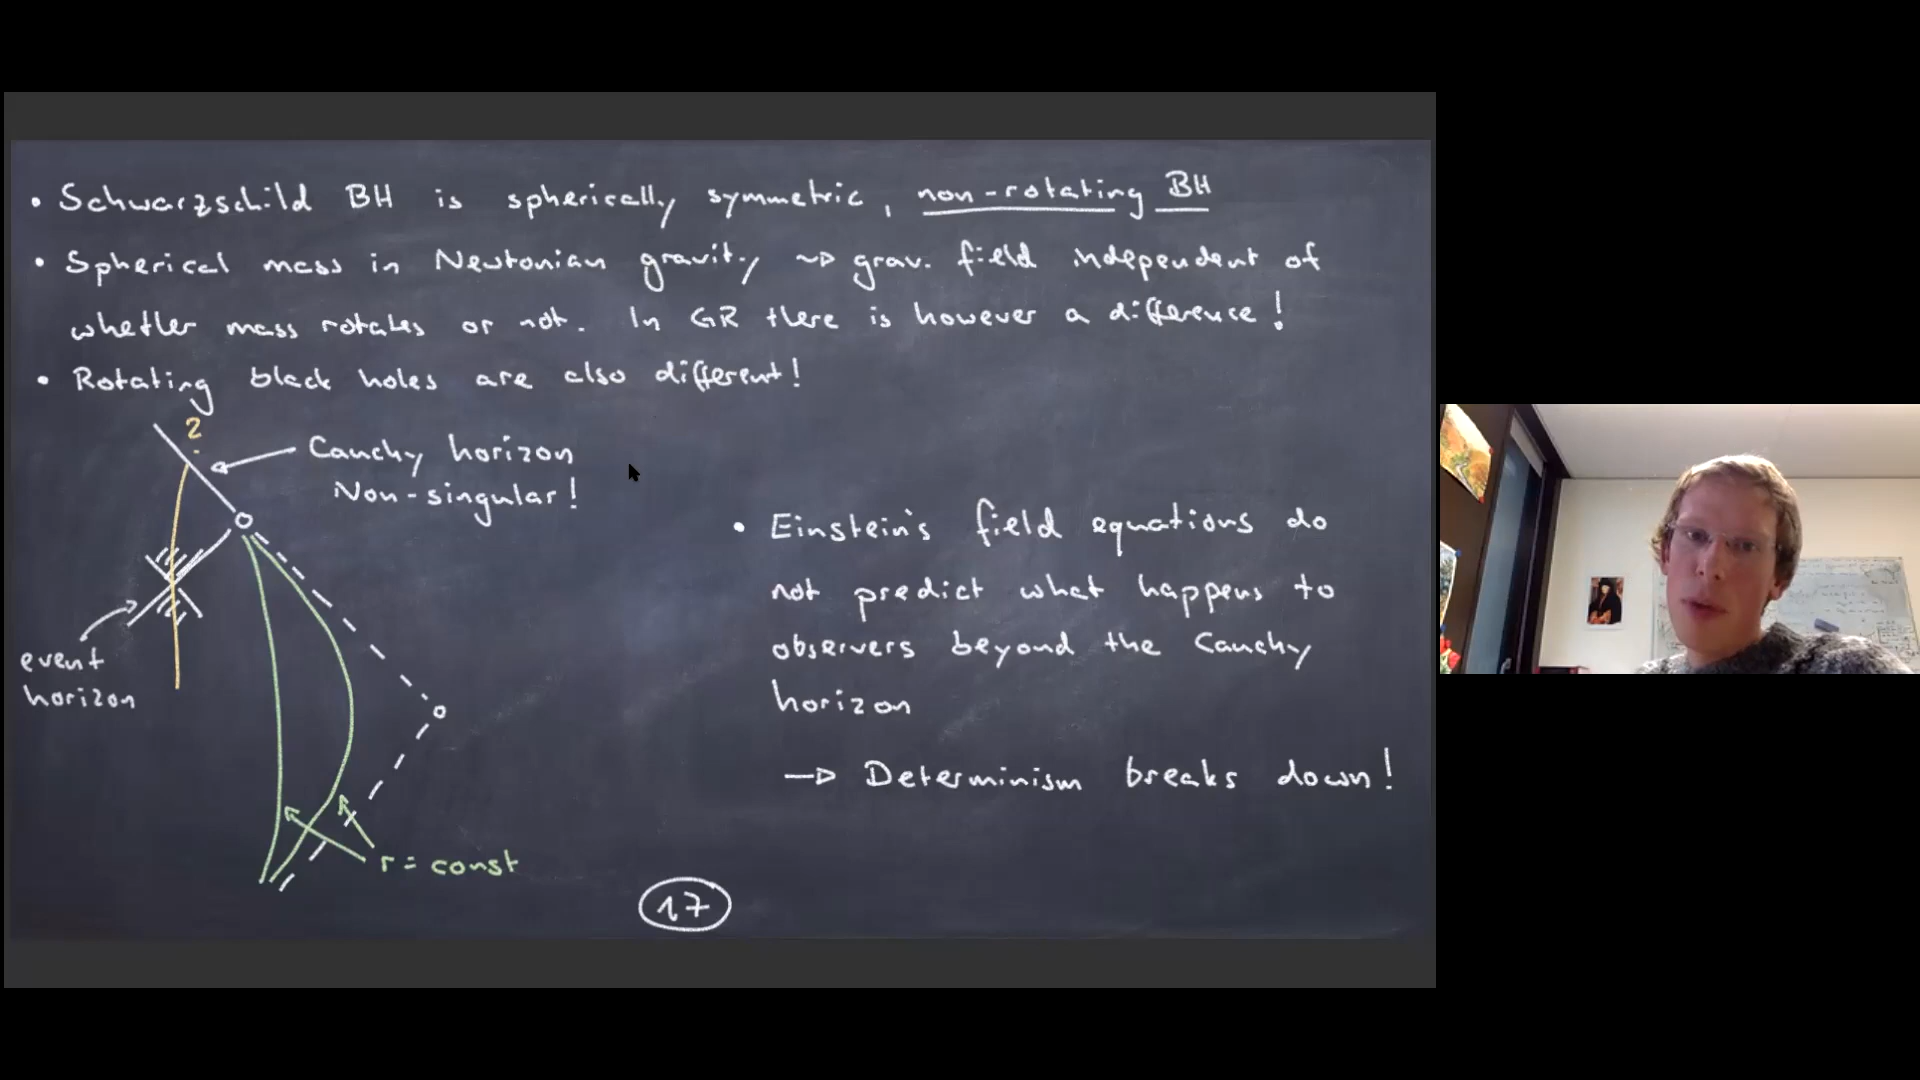 • Schwarzschild BH is spherically symmetric, non-rotating BH
• Spherical mass in Newtonian gravity ⇝ grav. field independent of
whether mass rotates or not. In GR there is however a difference!
• Rotating black holes are also different!
?
Cauchy horizon
Non-singular!
event
horizon
r = const
• Einstein's field equations do
not predict what happens to
observers beyond the Cauchy
horizon
→ Determinism breaks down!
17